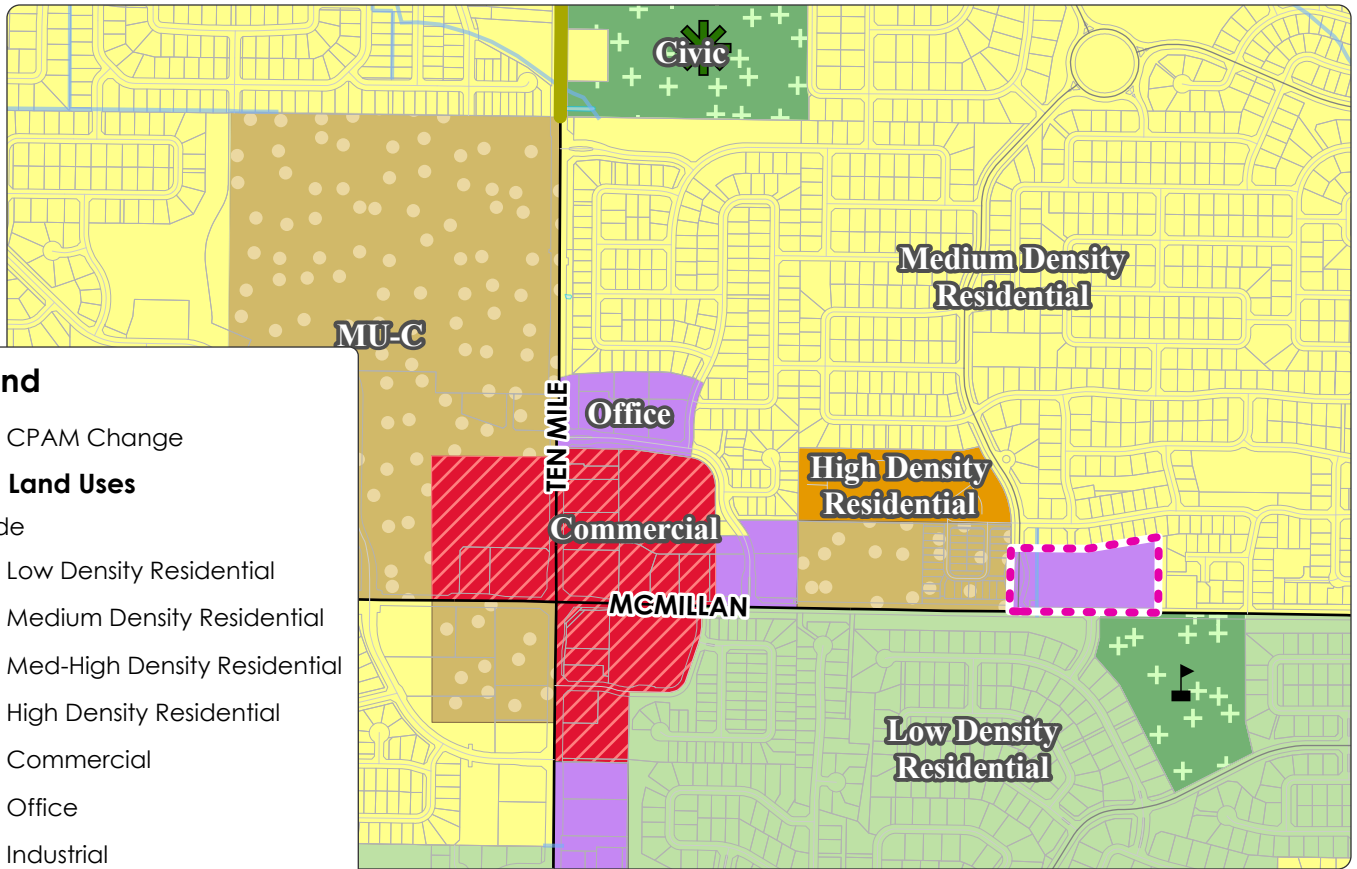 Civic
Medium Density
Residential
MU-C
Office
TEN MILE
High Density
Residential
Commercial
MCMILLAN
Low Density
Residential
nd
CPAM Change
Land Uses
de
Low Density Residential
Medium Density Residential
Med-High Density Residential
High Density Residential
Commercial
Office
Industrial